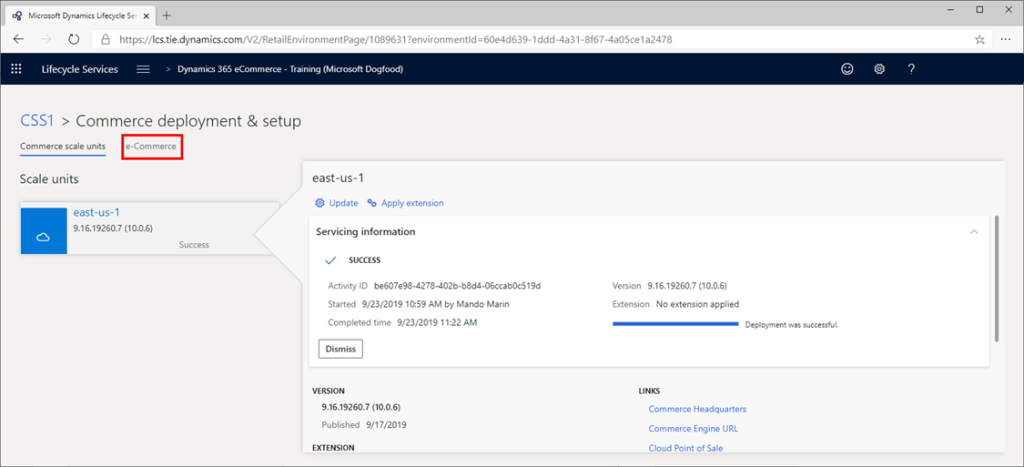 Microsoft Dynamics Lifecycle Ser
https://lcs.tie.dynamics.com/V2/RetailEnvironmentPage/1089631?environmentId=60e4d639-1ddd-4a31-8f67-4a05ce1a2478
Lifecycle Services > Dynamics 365 eCommerce - Training (Microsoft Dogfood)
CSS1 > Commerce deployment & setup
Commerce scale units e-Commerce
Scale units
east-us-1
9.16.19260.7 (10.0.6)
Success
east-us-1
Update Apply extension
Servicing information
SUCCESS
Activity ID be607e98-4278-402b-b8d4-06ccab0c519d
Version 9.16.19260.7 (10.0.6)
Started 9/23/2019 10:59 AM by Mando Marin
Extension No extension applied
Completed time 9/23/2019 11:22 AM
Deployment was successful.
Dismiss
VERSION
9.16.19260.7 (10.0.6)
Published 9/17/2019
EXTENSION
LINKS
Commerce Headquarters
Commerce Engine URL
Cloud Point of Sale